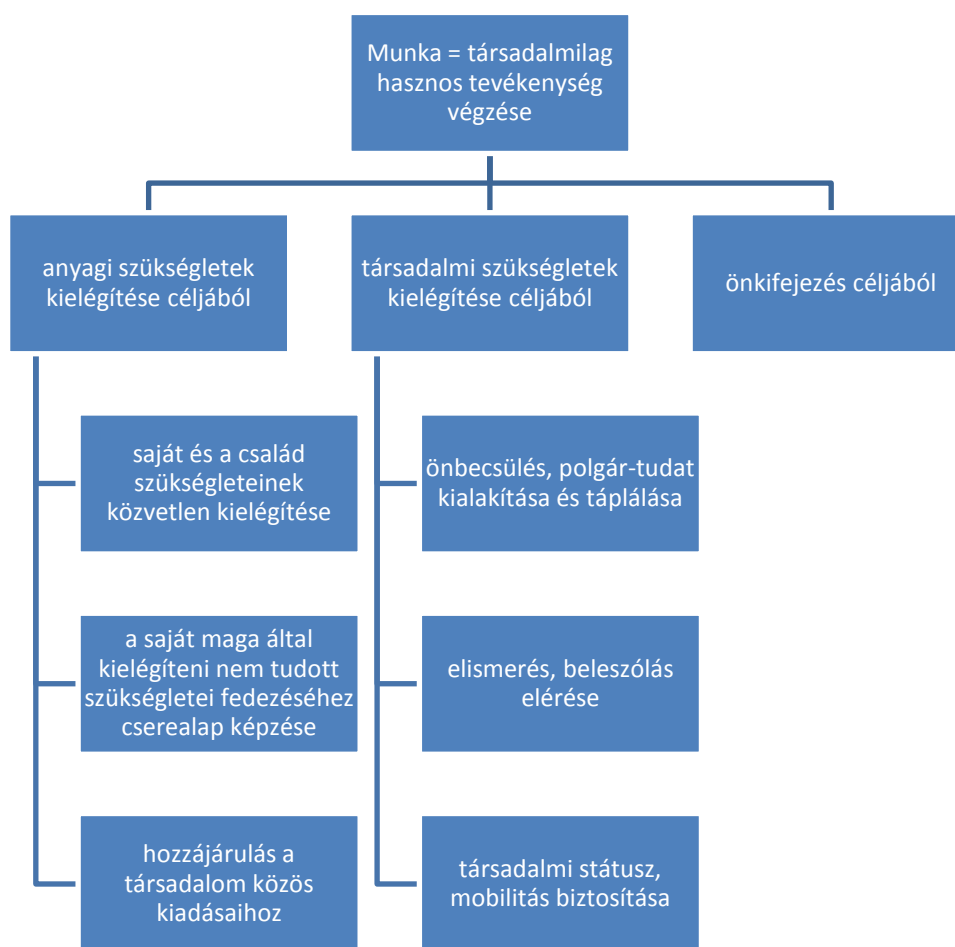 Munka = társadalmilag
hasznos tevékenység
végzése
anyagi szükségletek
kielégítése céljából
társadalmi szükségletek
kielégítése céljából
önkifejezés céljából
saját és a család
szükségleteinek
közvetlen kielégítése
önbecsülés, polgár-tudat
kialakítása és táplálása
a saját maga által
kielégíteni nem tudott
szükségletei fedezéséhez
cserealap képzése
elismerés, beleszólás
elérése
hozzájárulás a
társadalom közös
kiadásaihoz
társadalmi státusz,
mobilitás biztosítása